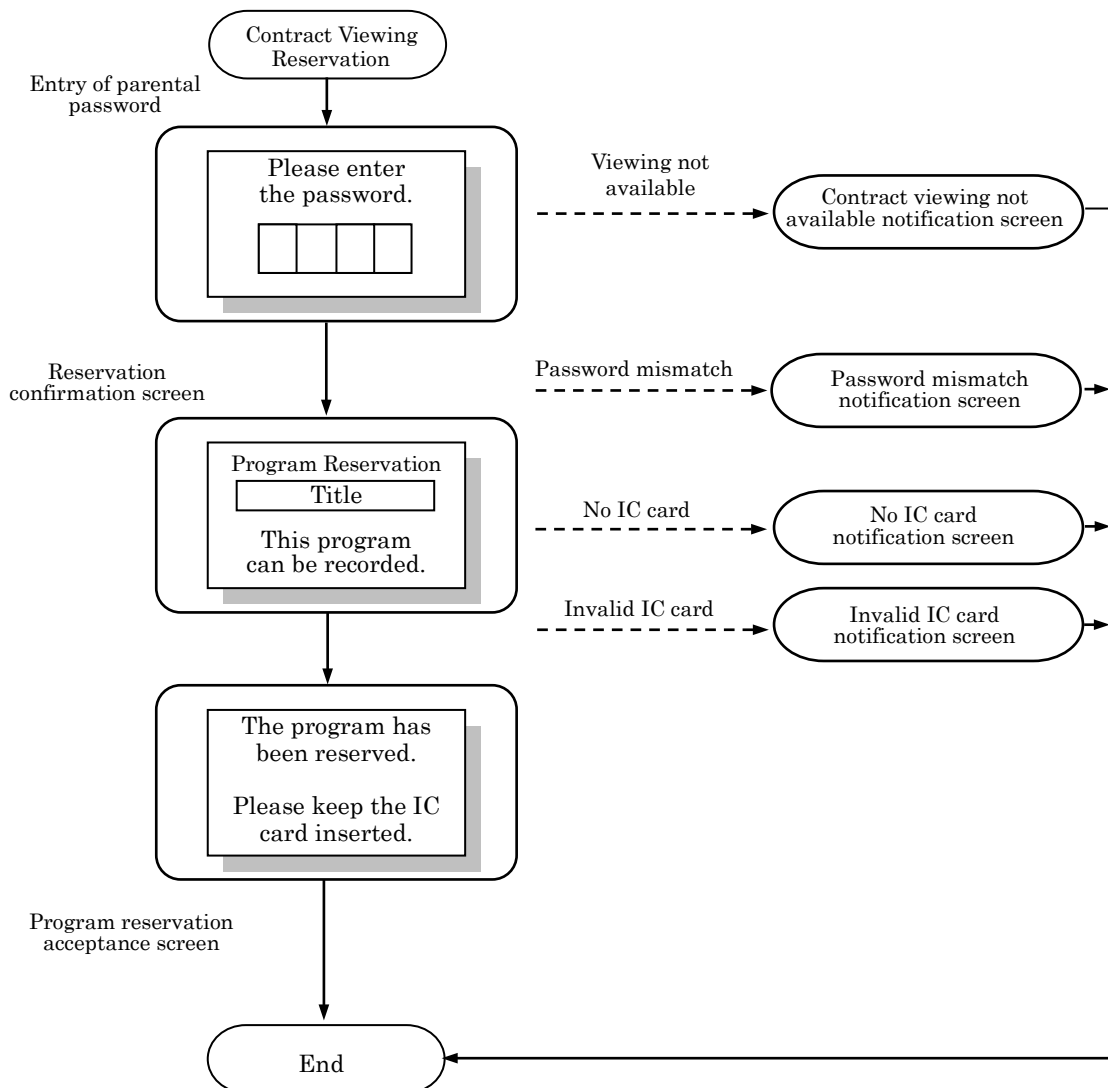 Contract Viewing
Reservation
Entry of parental
password
Please enter
the password.
Viewing not
available
Contract viewing not
available notification screen
Reservation
confirmation screen
Password mismatch
Password mismatch
notification screen
Program Reservation
Title
This program
can be recorded.
No IC card
No IC card
notification screen
Invalid IC card
Invalid IC card
notification screen
The program has
been reserved.
Please keep the IC
card inserted.
Program reservation
acceptance screen
End